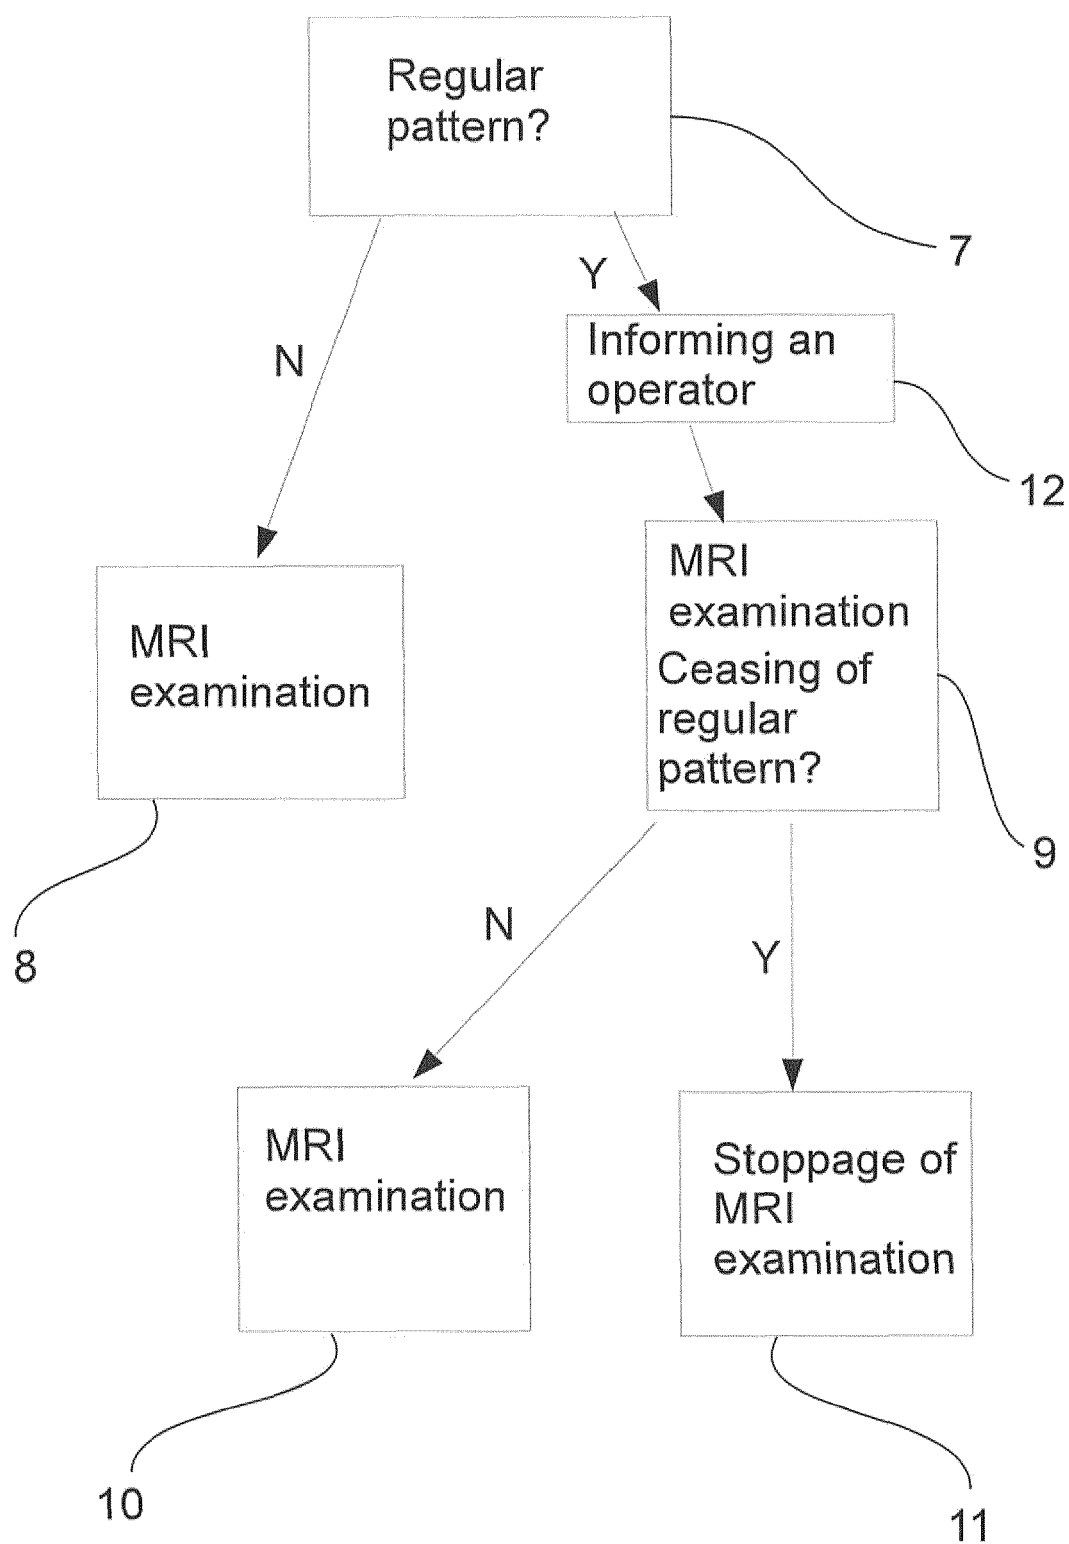 Regular
pattern?
7
Y
N
Informing an
operator
12
MRI
examination
Ceasing of
regular
pattern?
MRI
examination
9
8
N
Y
MRI
examination
Stoppage of
MRI
examination
10
11